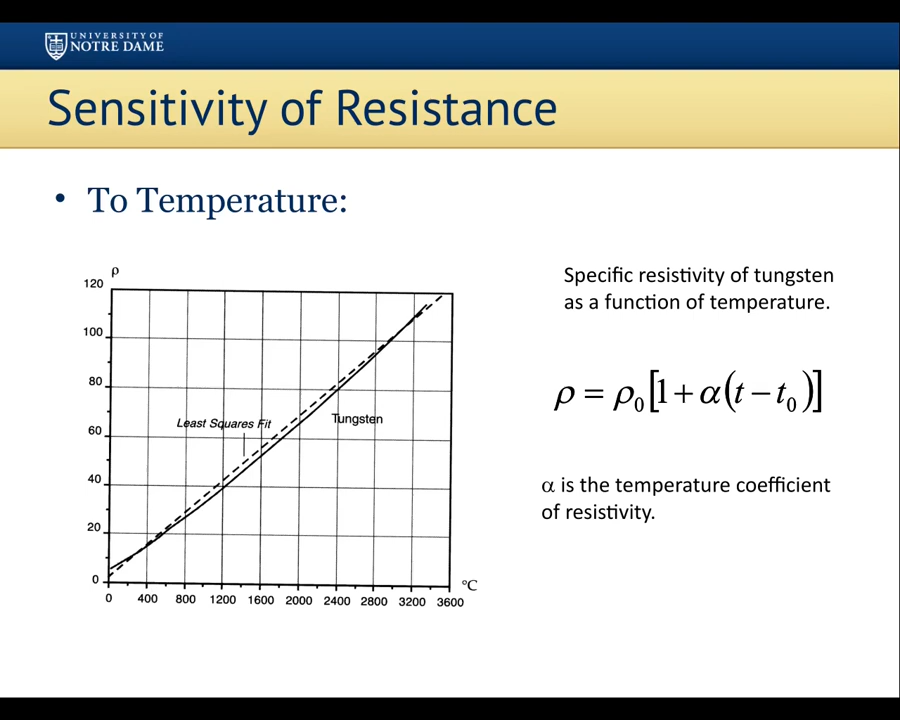 UNIVERSITY OF
NOTRE DAME
Sensitivity of Resistance
• To Temperature:
ρ
120
100
80
60
40
20
0
Least Squares Fit
Tungsten
°C
0 400 800 1200 1600 2000 2400 2800 3200 3600
Specific resistivity of tungsten
as a function of temperature.
ρ = ρ₀[1 + α(t − t₀)]
α is the temperature coefficient
of resistivity.